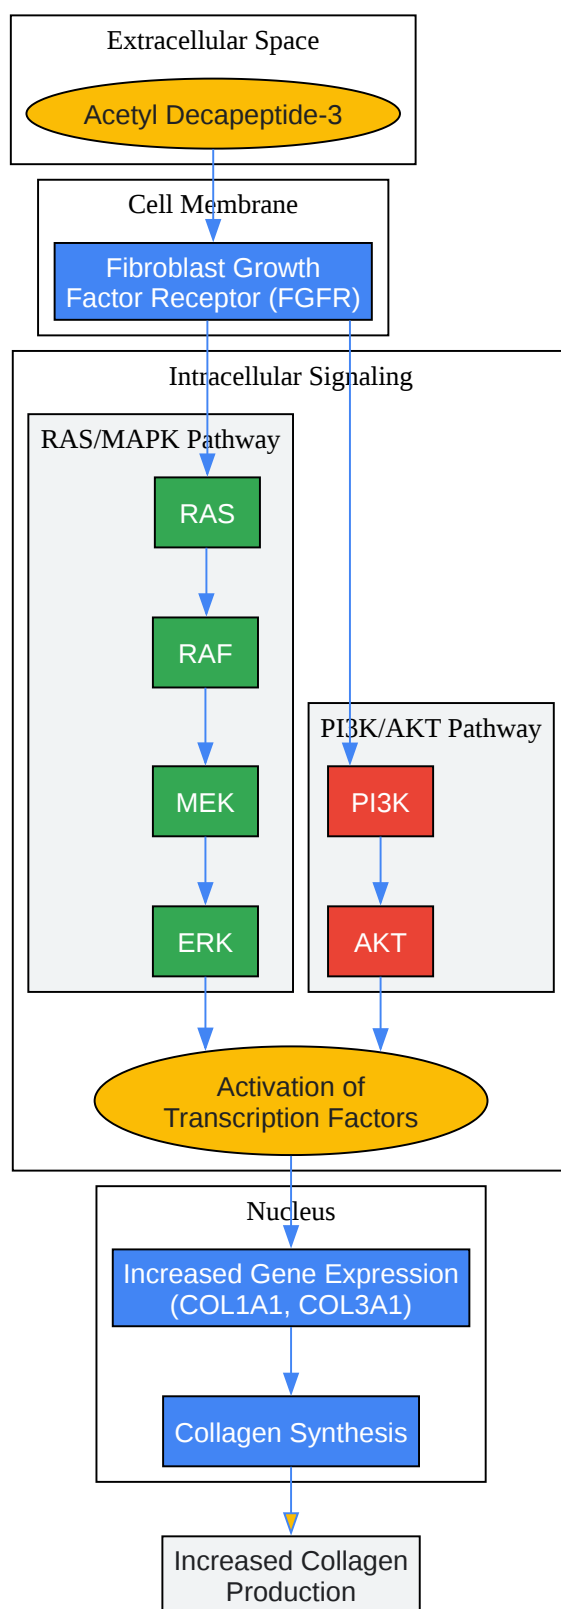 Extracellular Space
Acetyl Decapeptide-3
Cell Membrane
Fibroblast Growth
Factor Receptor (FGFR)
Intracellular Signaling
RAS/MAPK Pathway
RAS
RAF
PI3K/AKT Pathway
MEK
PI3K
ERK
AKT
Activation of
Transcription Factors
Nucleus
Increased Gene Expression
(COL1A1, COL3A1)
Collagen Synthesis
Increased Collagen
Production